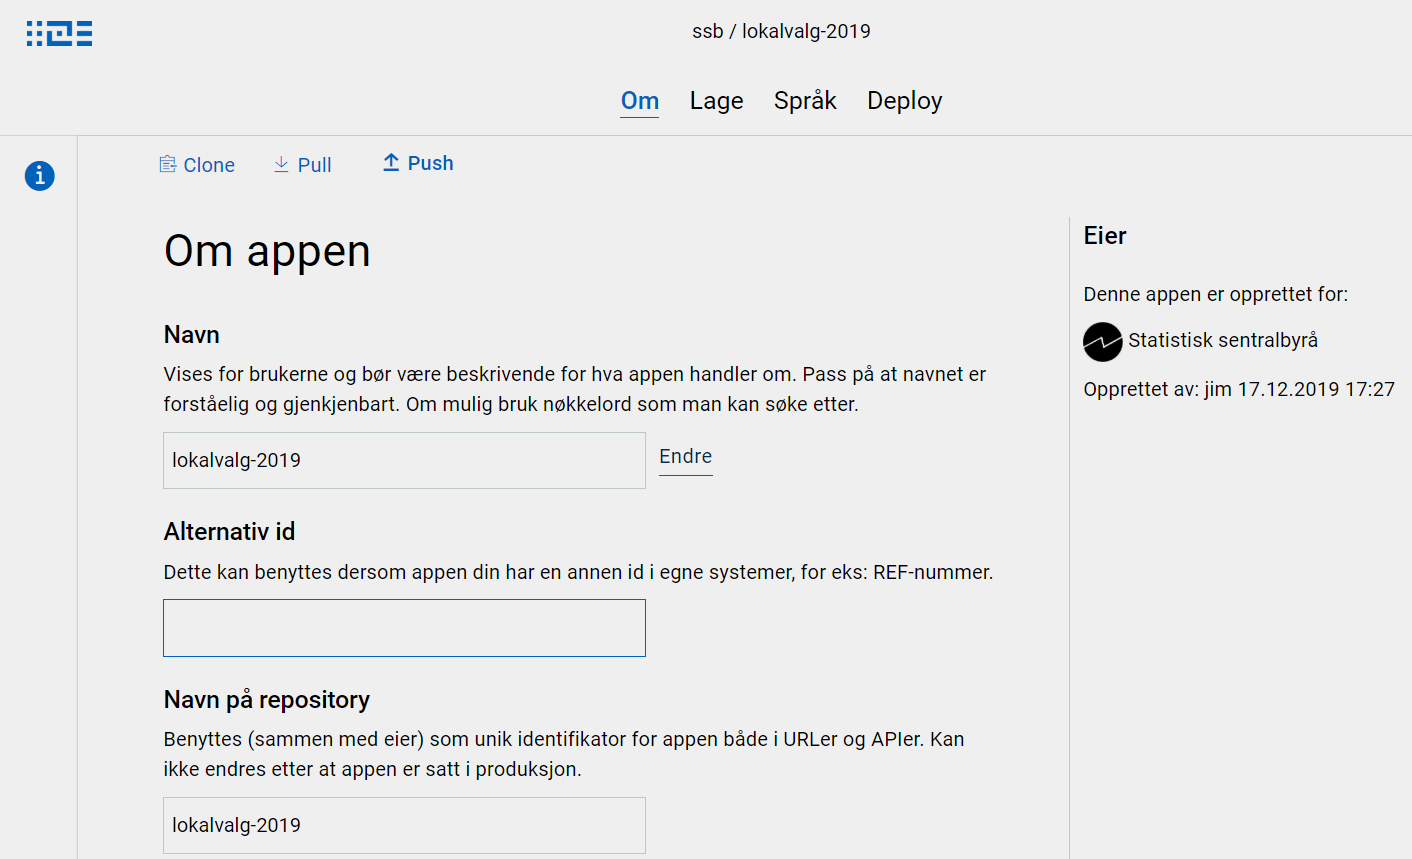 ssb / lokalvalg-2019
Om Lage Språk Deploy
Clone Pull Push
Om appen
Navn
Vises for brukerne og bør være beskrivende for hva appen handler om. Pass på at navnet er
forståelig og gjenkjenbart. Om mulig bruk nøkkelord som man kan søke etter.
lokalvalg-2019
Endre
Alternativ id
Dette kan benyttes dersom appen din har en annen id i egne systemer, for eks: REF-nummer.
Navn på repository
Benyttes (sammen med eier) som unik identifikator for appen både i URLer og APIer. Kan
ikke endres etter at appen er satt i produksjon.
lokalvalg-2019
Eier
Denne appen er opprettet for:
Statistisk sentralbyrå
Opprettet av: jim 17.12.2019 17:27